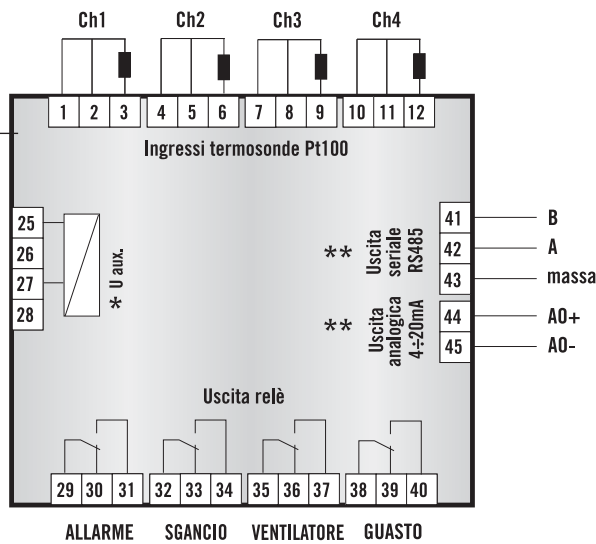 Ch1 Ch2 Ch3 Ch4
1 2 3 4 5 6 7 8 9 10 11 12
Ingressi termosonde Pt100
25
26
27
28
* U aux.
** Uscita
seriale
RS485
41 B
42 A
43 massa
** Uscita
analogica
4÷20mA
44 AO+
45 AO-
Uscita relè
29 30 31 32 33 34 35 36 37 38 39 40
ALLARME SGANCIO VENTILATORE GUASTO